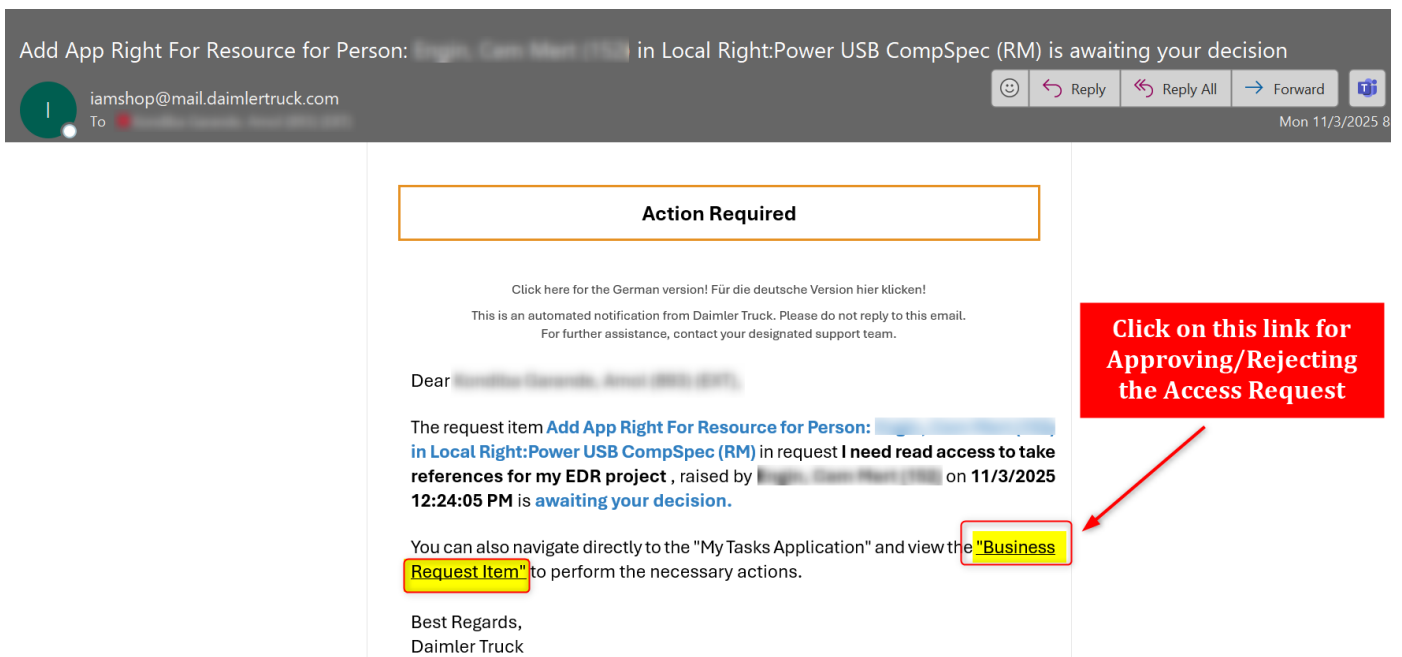 Add App Right For Resource for Person: in Local Right:Power USB CompSpec (RM) is awaiting your decision
I
iamshop@mail.daimlertruck.com
To
Reply
Reply All
Forward
Mon 11/3/2025 8
Action Required
Click here for the German version! Für die deutsche Version hier klicken!
This is an automated notification from Daimler Truck. Please do not reply to this email.
For further assistance, contact your designated support team.
Dear
The request item Add App Right For Resource for Person:
in Local Right:Power USB CompSpec (RM) in request I need read access to take
references for my EDR project , raised by on 11/3/2025
12:24:05 PM is awaiting your decision.
You can also navigate directly to the "My Tasks Application" and view the "Business
Request Item" to perform the necessary actions.
Best Regards,
Daimler Truck
Click on this link for
Approving/Rejecting
the Access Request